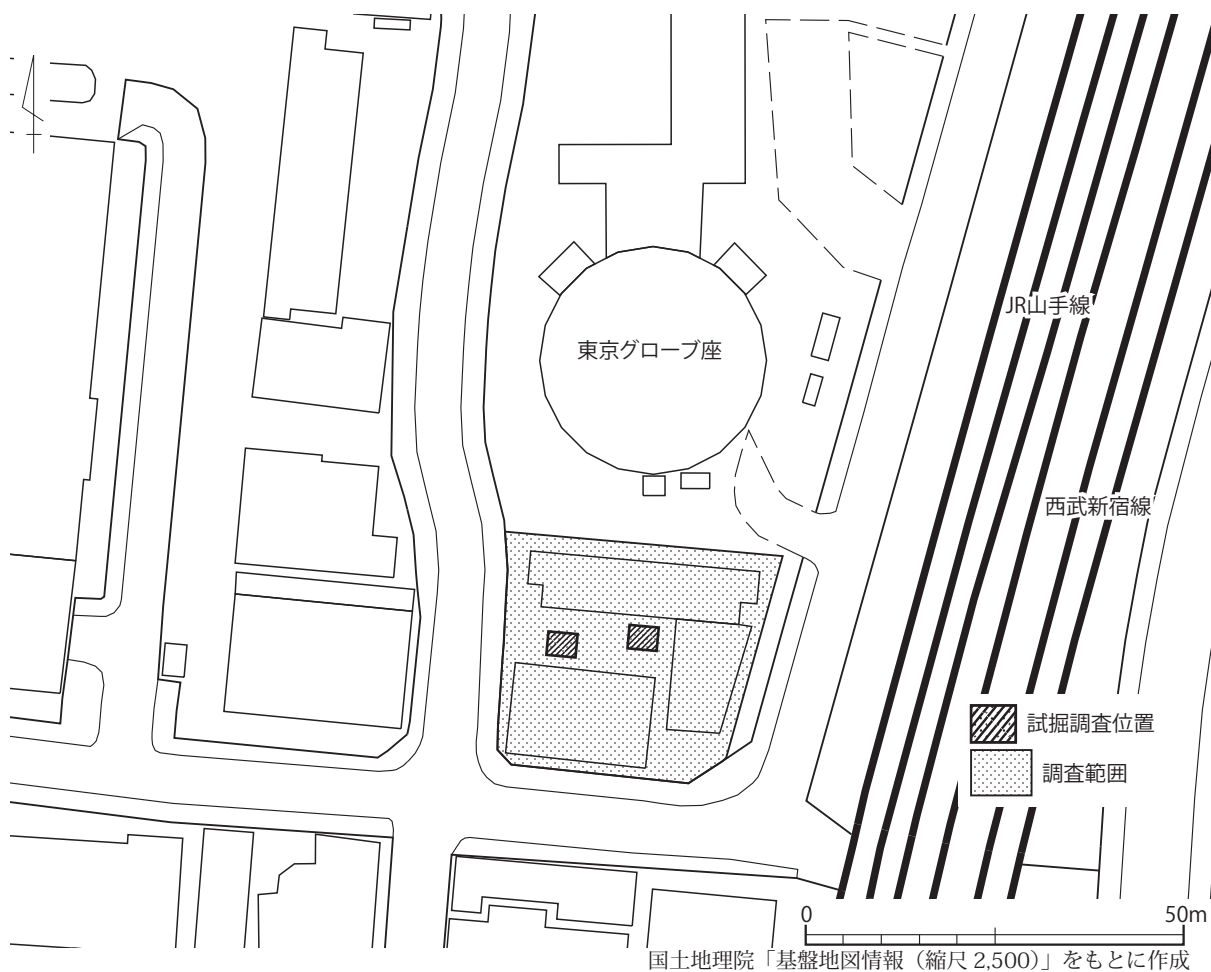 東京グローブ座
JR山手線
西武新宿線
試掘調査位置
調査範囲
0 50m
国土地理院「基盤地図情報（縮尺 2,500）」をもとに作成